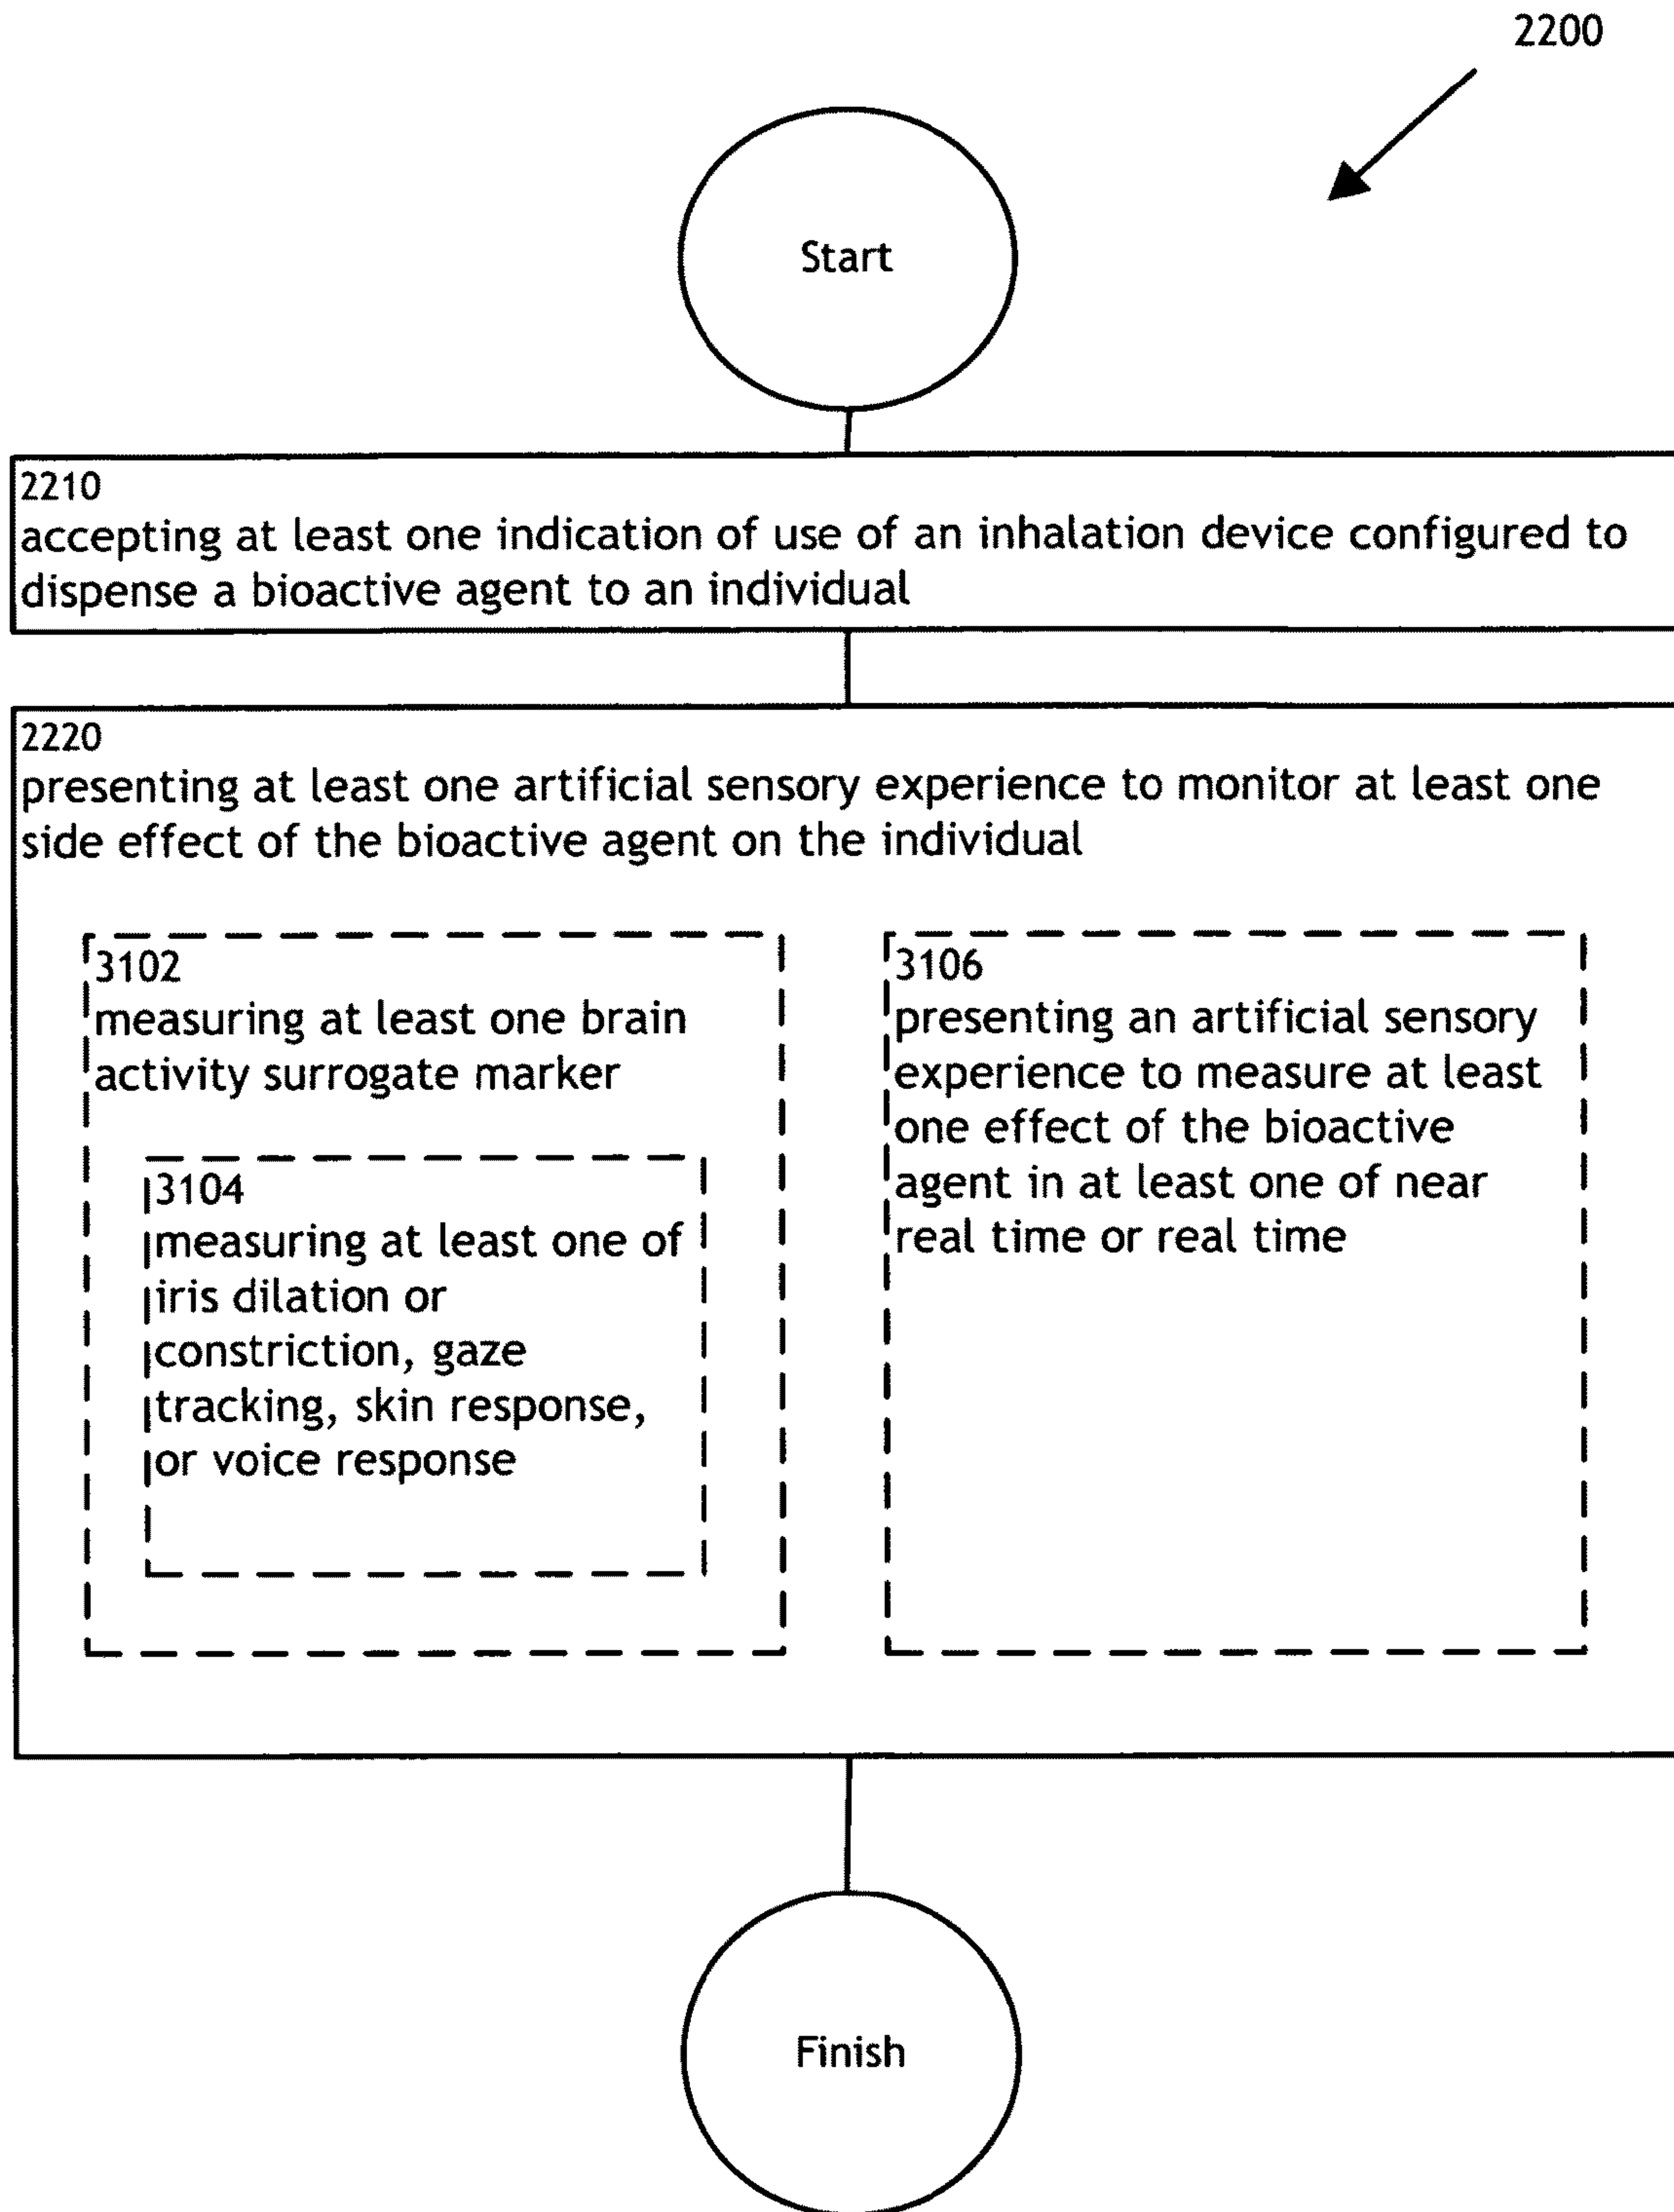 2200
Start
2210
accepting at least one indication of use of an inhalation device configured to
dispense a bioactive agent to an individual
2220
presenting at least one artificial sensory experience to monitor at least one
side effect of the bioactive agent on the individual
3102
measuring at least one brain
activity surrogate marker
3104
measuring at least one of
iris dilation or
constriction, gaze
tracking, skin response,
or voice response
3106
presenting an artificial sensory
experience to measure at least
one effect of the bioactive
agent in at least one of near
real time or real time
Finish